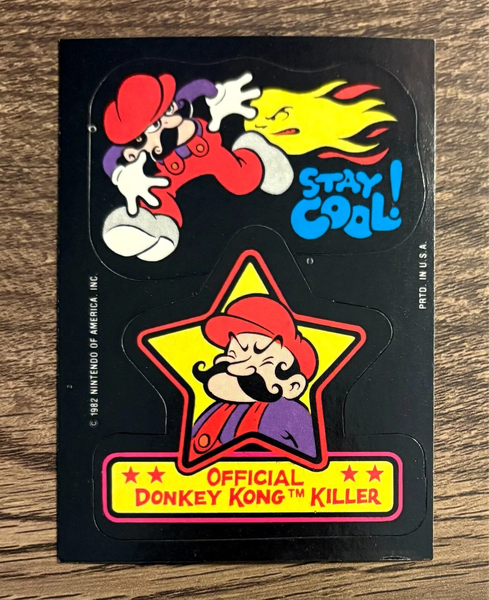 STAY
COOL!
© 1982 NINTENDO OF AMERICA, INC.
PRTD. IN U.S.A.
OFFICIAL
DONKEY KONG™ KILLER